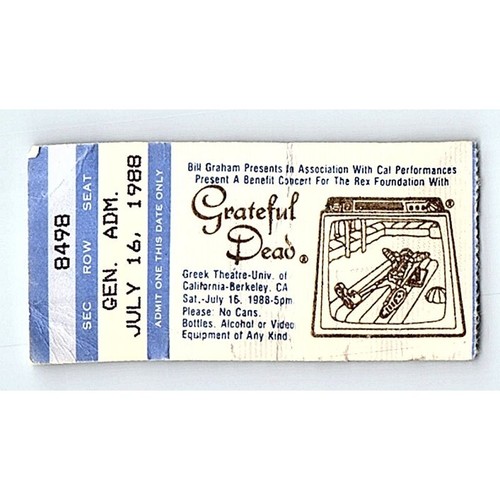 8498
SEC ROW SEAT
GEN. ADM.
JULY 16, 1988
ADMIT ONE THIS DATE ONLY
Bill Graham Presents In Association With Cal Performances
Present A Benefit Concert For The Rex Foundation With
Grateful
Dead®
Greek Theatre-Univ. of
California-Berkeley, CA
Sat.-July 16, 1988-5pm
Please: No Cans,
Bottles, Alcohol or Video
Equipment of Any Kind.
®